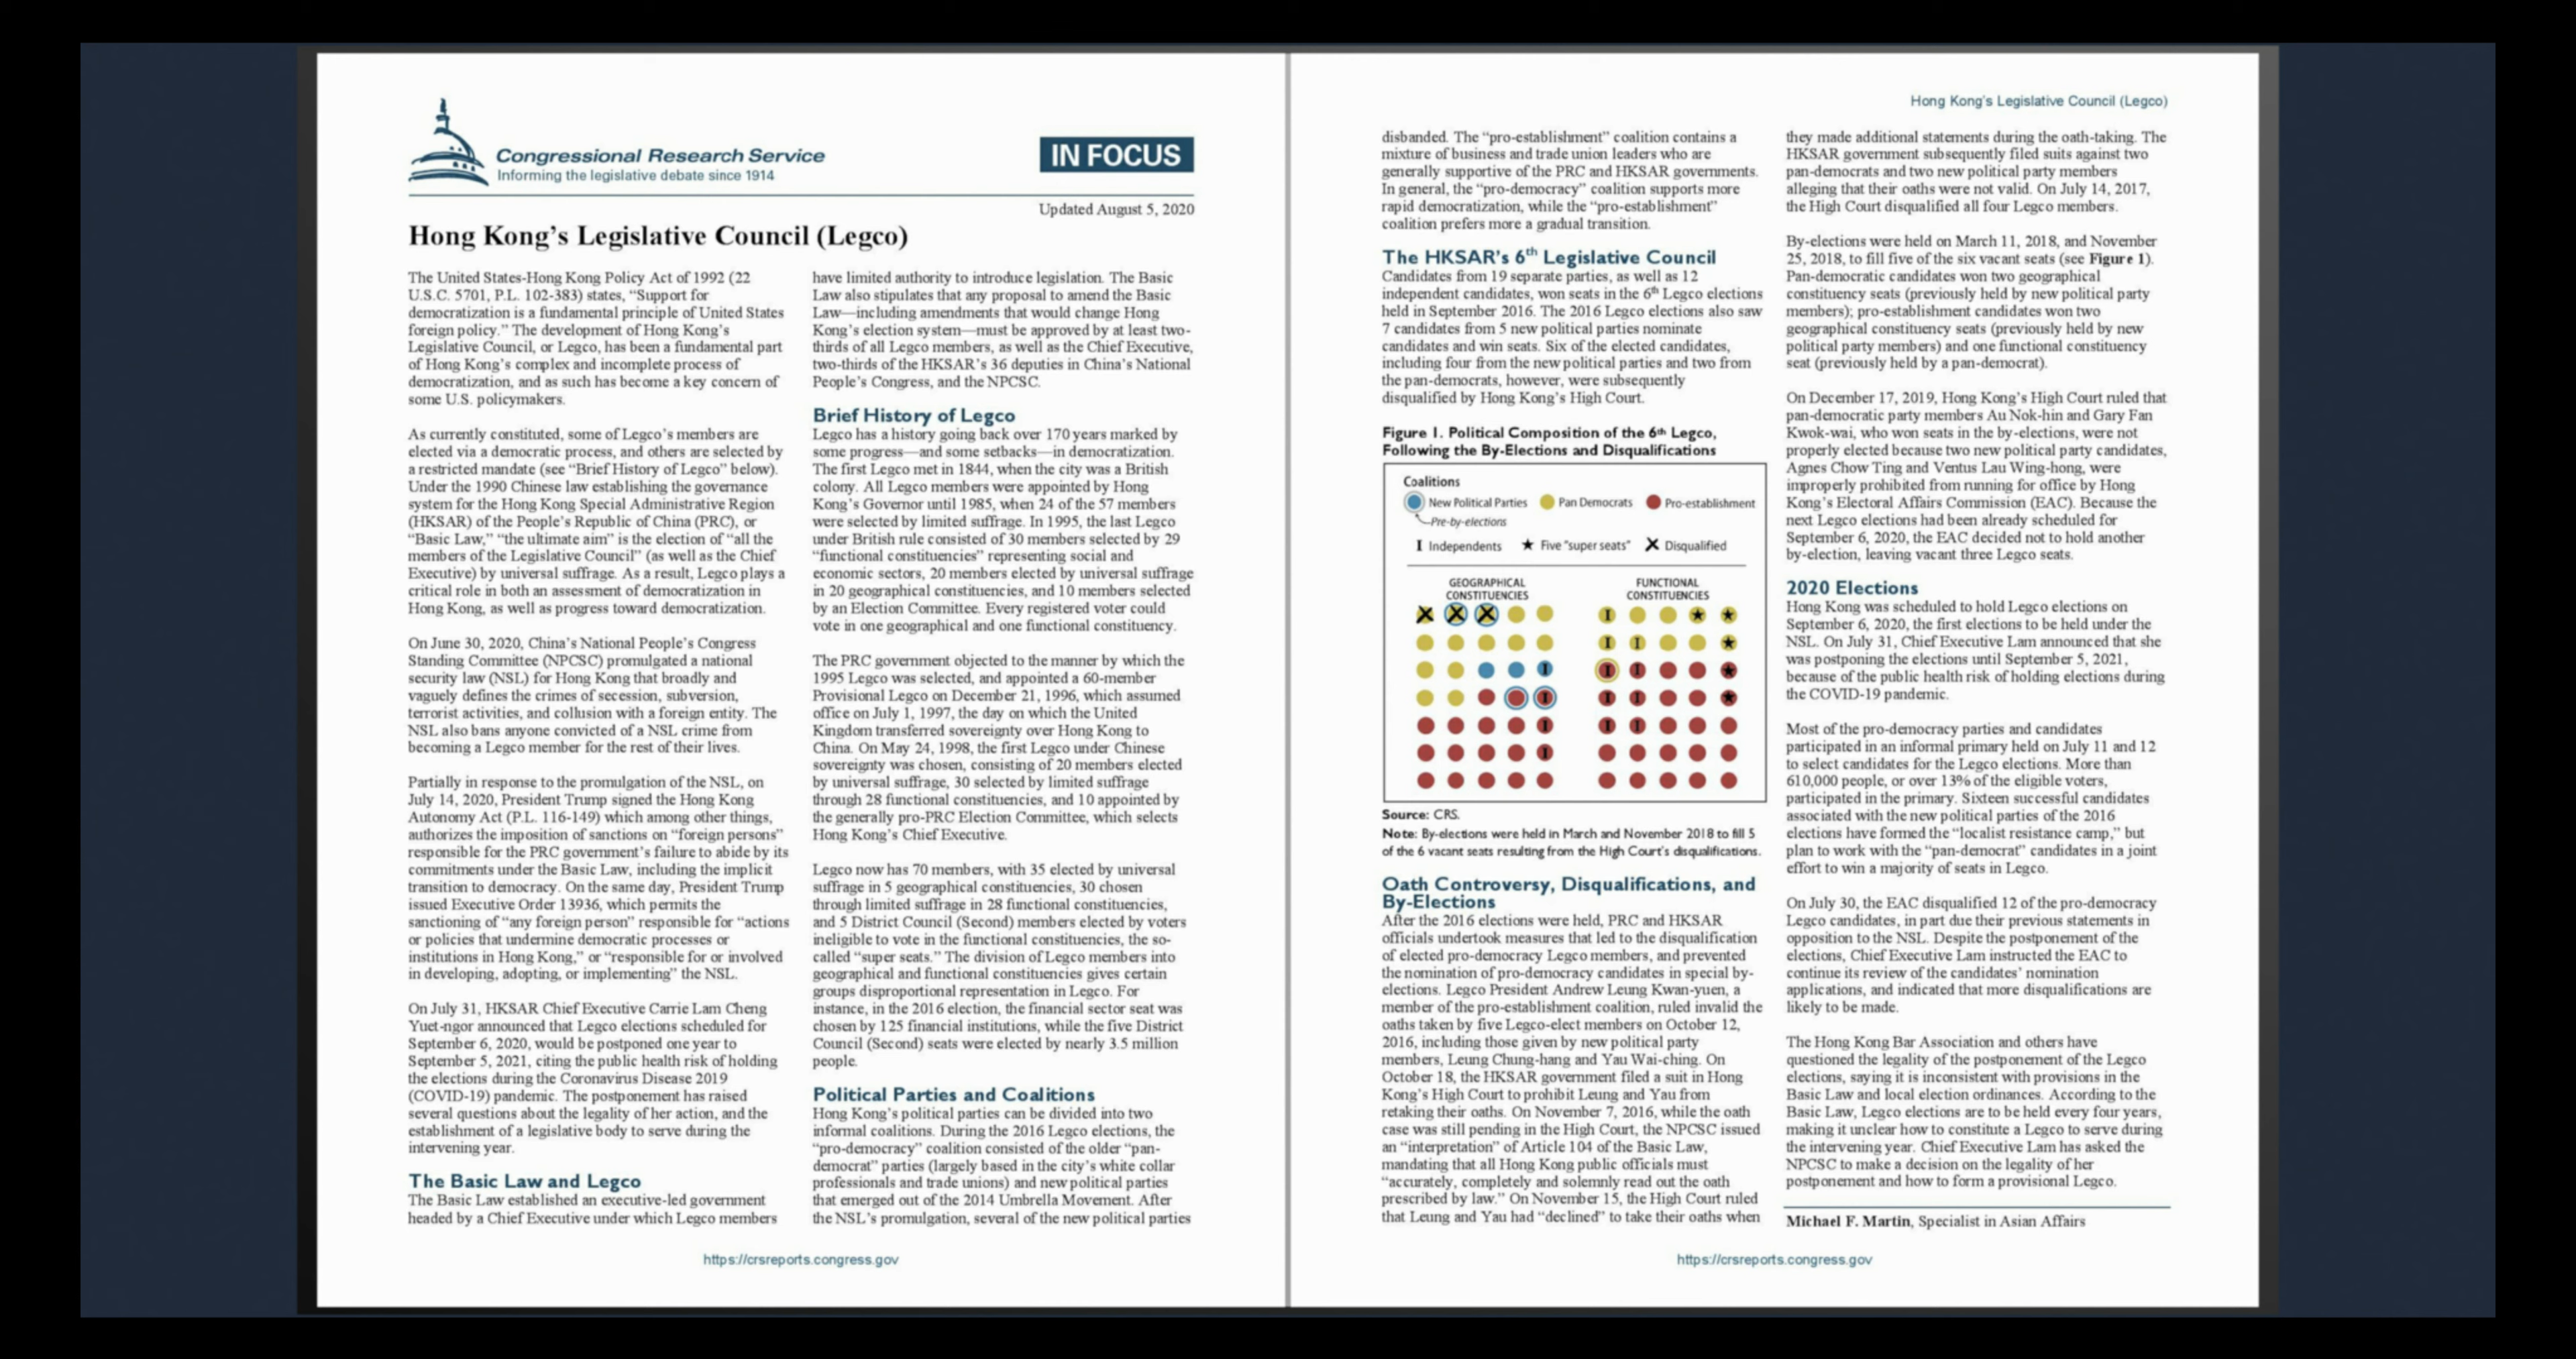 Congressional Research Service
Informing the legislative debate since 1914
IN FOCUS
Updated August 5, 2020
Hong Kong's Legislative Council (Legco)
The United States-Hong Kong Policy Act of 1992 (22
U.S.C. 5701, P.L. 102-383) states, “Support for
democratization is a fundamental principle of United States
foreign policy.” The development of Hong Kong’s
Legislative Council, or Legco, has been a fundamental part
of Hong Kong’s complex and incomplete process of
democratization, and as such has become a key concern of
some U.S. policymakers.
As currently constituted, some of Legco’s members are
elected via a democratic process, and others are selected by
a restricted mandate (see “Brief History of Legco” below).
Under the 1990 Chinese law establishing the governance
system for the Hong Kong Special Administrative Region
(HKSAR) of the People’s Republic of China (PRC), or
“Basic Law,” “the ultimate aim” is the election of “all the
members of the Legislative Council” (as well as the Chief
Executive) by universal suffrage. As a result, Legco plays a
critical role in both an assessment of democratization in
Hong Kong, as well as progress toward democratization.
On June 30, 2020, China’s National People’s Congress
Standing Committee (NPCSC) promulgated a national
security law (NSL) for Hong Kong that broadly and
vaguely defines the crimes of secession, subversion,
terrorist activities, and collusion with a foreign entity. The
NSL also bans anyone convicted of a NSL crime from
becoming a Legco member for the rest of their lives.
Partially in response to the promulgation of the NSL, on
July 14, 2020, President Trump signed the Hong Kong
Autonomy Act (P.L. 116-149) which among other things,
authorizes the imposition of sanctions on “foreign persons”
responsible for the PRC government’s failure to abide by its
commitments under the Basic Law, including the implicit
transition to democracy. On the same day, President Trump
issued Executive Order 13936, which permits the
sanctioning of “any foreign person” responsible for “actions
or policies that undermine democratic processes or
institutions in Hong Kong,” or “responsible for or involved
in developing, adopting, or implementing” the NSL.
On July 31, HKSAR Chief Executive Carrie Lam Cheng
Yuet-ngor announced that Legco elections scheduled for
September 6, 2020, would be postponed one year to
September 5, 2021, citing the public health risk of holding
the elections during the Coronavirus Disease 2019
(COVID-19) pandemic. The postponement has raised
several questions about the legality of her action, and the
establishment of a legislative body to serve during the
intervening year.
The Basic Law and Legco
The Basic Law established an executive-led government
headed by a Chief Executive under which Legco members
have limited authority to introduce legislation. The Basic
Law also stipulates that any proposal to amend the Basic
Law—including amendments that would change Hong
Kong’s election system—must be approved by at least two-
thirds of all Legco members, as well as the Chief Executive,
two-thirds of the HKSAR’s 36 deputies in China’s National
People’s Congress, and the NPCSC.
Brief History of Legco
Legco has a history going back over 170 years marked by
some progress—and some setbacks—in democratization.
The first Legco met in 1844, when the city was a British
colony. All Legco members were appointed by Hong
Kong’s Governor until 1985, when 24 of the 57 members
were selected by limited suffrage. In 1995, the last Legco
under British rule consisted of 30 members selected by 29
“functional constituencies” representing social and
economic sectors, 20 members elected by universal suffrage
in 20 geographical constituencies, and 10 members selected
by an Election Committee. Every registered voter could
vote in one geographical and one functional constituency.
The PRC government objected to the manner by which the
1995 Legco was selected, and appointed a 60-member
Provisional Legco on December 21, 1996, which assumed
office on July 1, 1997, the day on which the United
Kingdom transferred sovereignty over Hong Kong to
China. On May 24, 1998, the first Legco under Chinese
sovereignty was chosen, consisting of 20 members elected
by universal suffrage, 30 selected by limited suffrage
through 28 functional constituencies, and 10 appointed by
the generally pro-PRC Election Committee, which selects
Hong Kong’s Chief Executive.
Legco now has 70 members, with 35 elected by universal
suffrage in 5 geographical constituencies, 30 chosen
through limited suffrage in 28 functional constituencies,
and 5 District Council (Second) members elected by voters
ineligible to vote in the functional constituencies, the so-
called “super seats.” The division of Legco members into
geographical and functional constituencies gives certain
groups disproportional representation in Legco. For
instance, in the 2016 election, the financial sector seat was
chosen by 125 financial institutions, while the five District
Council (Second) seats were elected by nearly 3.5 million
people.
Political Parties and Coalitions
Hong Kong’s political parties can be divided into two
informal coalitions. During the 2016 Legco elections, the
“pro-democracy” coalition consisted of the older “pan-
democrat” parties (largely based in the city’s white collar
professionals and trade unions) and new political parties
that emerged out of the 2014 Umbrella Movement. After
the NSL’s promulgation, several of the new political parties
https://crsreports.congress.gov
Hong Kong’s Legislative Council (Legco)
disbanded. The “pro-establishment” coalition contains a
mixture of business and trade union leaders who are
generally supportive of the PRC and HKSAR governments.
In general, the “pro-democracy” coalition supports more
rapid democratization, while the “pro-establishment”
coalition prefers more a gradual transition.
The HKSAR’s 6th Legislative Council
Candidates from 19 separate parties, as well as 12
independent candidates, won seats in the 6th Legco elections
held in September 2016. The 2016 Legco elections also saw
7 candidates from 5 new political parties nominate
candidates and win seats. Six of the elected candidates,
including four from the new political parties and two from
the pan-democrats, however, were subsequently
disqualified by Hong Kong’s High Court.
Figure 1. Political Composition of the 6th Legco,
Following the By-Elections and Disqualifications
Coalitions
New Political Parties Pan Democrats Pro-establishment
Pre-by-elections
I Independents ★ Five “super seats” X Disqualified
GEOGRAPHICAL CONSTITUENCIES
FUNCTIONAL CONSTITUENCIES
Source: CRS.
Note: By-elections were held in March and November 2018 to fill 5
of the 6 vacant seats resulting from the High Court’s disqualifications.
Oath Controversy, Disqualifications, and
By-Elections
After the 2016 elections were held, PRC and HKSAR
officials undertook measures that led to the disqualification
of elected pro-democracy Legco members, and prevented
the nomination of pro-democracy candidates in special by-
elections. Legco President Andrew Leung Kwan-yuen, a
member of the pro-establishment coalition, ruled invalid the
oaths taken by five Legco-elect members on October 12,
2016, including those given by new political party
members, Leung Chung-hang and Yau Wai-ching. On
October 18, the HKSAR government filed a suit in Hong
Kong’s High Court to prohibit Leung and Yau from
retaking their oaths. On November 7, 2016, while the oath
case was still pending in the High Court, the NPCSC issued
an “interpretation” of Article 104 of the Basic Law,
mandating that all Hong Kong public officials must
“accurately, completely and solemnly read out the oath
prescribed by law.” On November 15, the High Court ruled
that Leung and Yau had “declined” to take their oaths when
they made additional statements during the oath-taking. The
HKSAR government subsequently filed suits against two
pan-democrats and two new political party members
alleging that their oaths were not valid. On July 14, 2017,
the High Court disqualified all four Legco members.
By-elections were held on March 11, 2018, and November
25, 2018, to fill five of the six vacant seats (see Figure 1).
Pan-democratic candidates won two geographical
constituency seats (previously held by new political party
members); pro-establishment candidates won two
geographical constituency seats (previously held by new
political party members) and one functional constituency
seat (previously held by a pan-democrat).
On December 17, 2019, Hong Kong’s High Court ruled that
pan-democratic party members Au Nok-hin and Gary Fan
Kwok-wai, who won seats in the by-elections, were not
properly elected because two new political party candidates,
Agnes Chow Ting and Ventus Lau Wing-hong, were
improperly prohibited from running for office by Hong
Kong’s Electoral Affairs Commission (EAC). Because the
next Legco elections had been already scheduled for
September 6, 2020, the EAC decided not to hold another
by-election, leaving vacant three Legco seats.
2020 Elections
Hong Kong was scheduled to hold Legco elections on
September 6, 2020, the first elections to be held under the
NSL. On July 31, Chief Executive Lam announced that she
was postponing the elections until September 5, 2021,
because of the public health risk of holding elections during
the COVID-19 pandemic.
Most of the pro-democracy parties and candidates
participated in an informal primary held on July 11 and 12
to select candidates for the Legco elections. More than
610,000 people, or over 13% of the eligible voters,
participated in the primary. Sixteen successful candidates
associated with the new political parties of the 2016
elections have formed the “localist resistance camp,” but
plan to work with the “pan-democrat” candidates in a joint
effort to win a majority of seats in Legco.
On July 30, the EAC disqualified 12 of the pro-democracy
Legco candidates, in part due their previous statements in
opposition to the NSL. Despite the postponement of the
elections, Chief Executive Lam instructed the EAC to
continue its review of the candidates’ nomination
applications, and indicated that more disqualifications are
likely to be made.
The Hong Kong Bar Association and others have
questioned the legality of the postponement of the Legco
elections, saying it is inconsistent with provisions in the
Basic Law and local election ordinances. According to the
Basic Law, Legco elections are to be held every four years,
making it unclear how to constitute a Legco to serve during
the intervening year. Chief Executive Lam has asked the
NPCSC to make a decision on the legality of her
postponement and how to form a provisional Legco.
Michael F. Martin, Specialist in Asian Affairs
https://crsreports.congress.gov